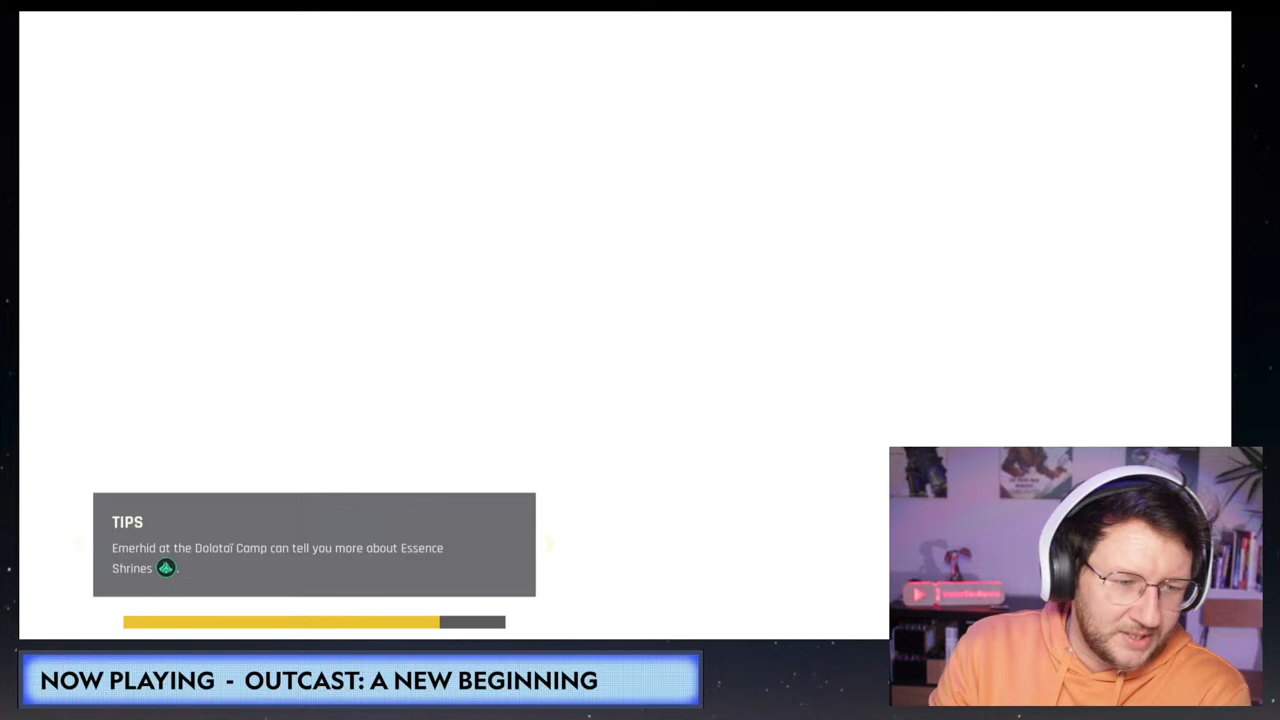 TIPS
Emerhid at the Dolotaï Camp can tell you more about Essence
Shrines .
NOW PLAYING - OUTCAST: A NEW BEGINNING